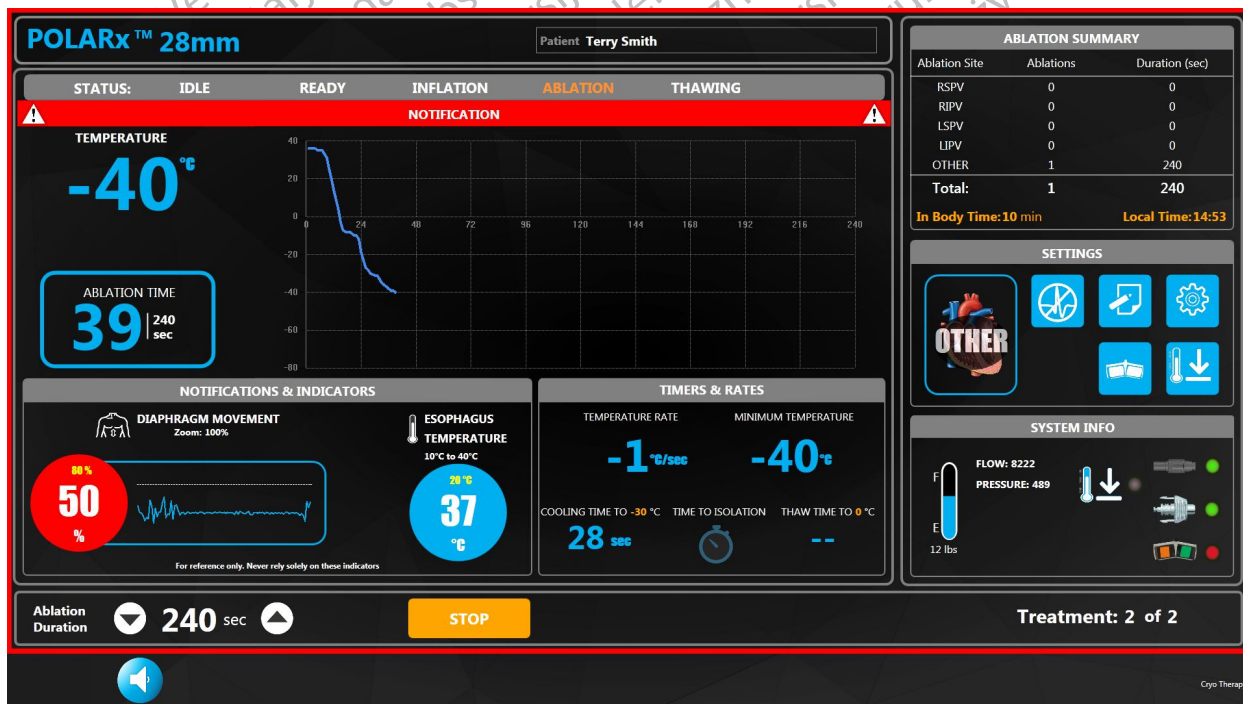 POLARx™ 28mm
Patient Terry Smith
STATUS: IDLE READY INFLATION ABLATION THAWING
NOTIFICATION
TEMPERATURE
-40°C
ABLATION TIME
39 240 sec
40
20
0
-20
-40
-60
-80
0 24 48 72 96 120 144 168 192 216 240
NOTIFICATIONS & INDICATORS
DIAPHRAGM MOVEMENT
Zoom: 100%
80 %
50
%
ESOPHAGUS
TEMPERATURE
10°C to 40°C
20 °C
37
°C
For reference only. Never rely solely on these indicators
TIMERS & RATES
TEMPERATURE RATE MINIMUM TEMPERATURE
-1 °C/sec -40°C
COOLING TIME TO -30 °C TIME TO ISOLATION THAW TIME TO 0 °C
28 sec --
Ablation
Duration
240 sec
STOP
Treatment: 2 of 2
ABLATION SUMMARY
Ablation Site Ablations Duration (sec)
RSPV 0 0
RIPV 0 0
LSPV 0 0
LIPV 0 0
OTHER 1 240
Total: 1 240
In Body Time:10 min Local Time:14:53
SETTINGS
OTHER
SYSTEM INFO
F
E
12 lbs
FLOW: 8222
PRESSURE: 489